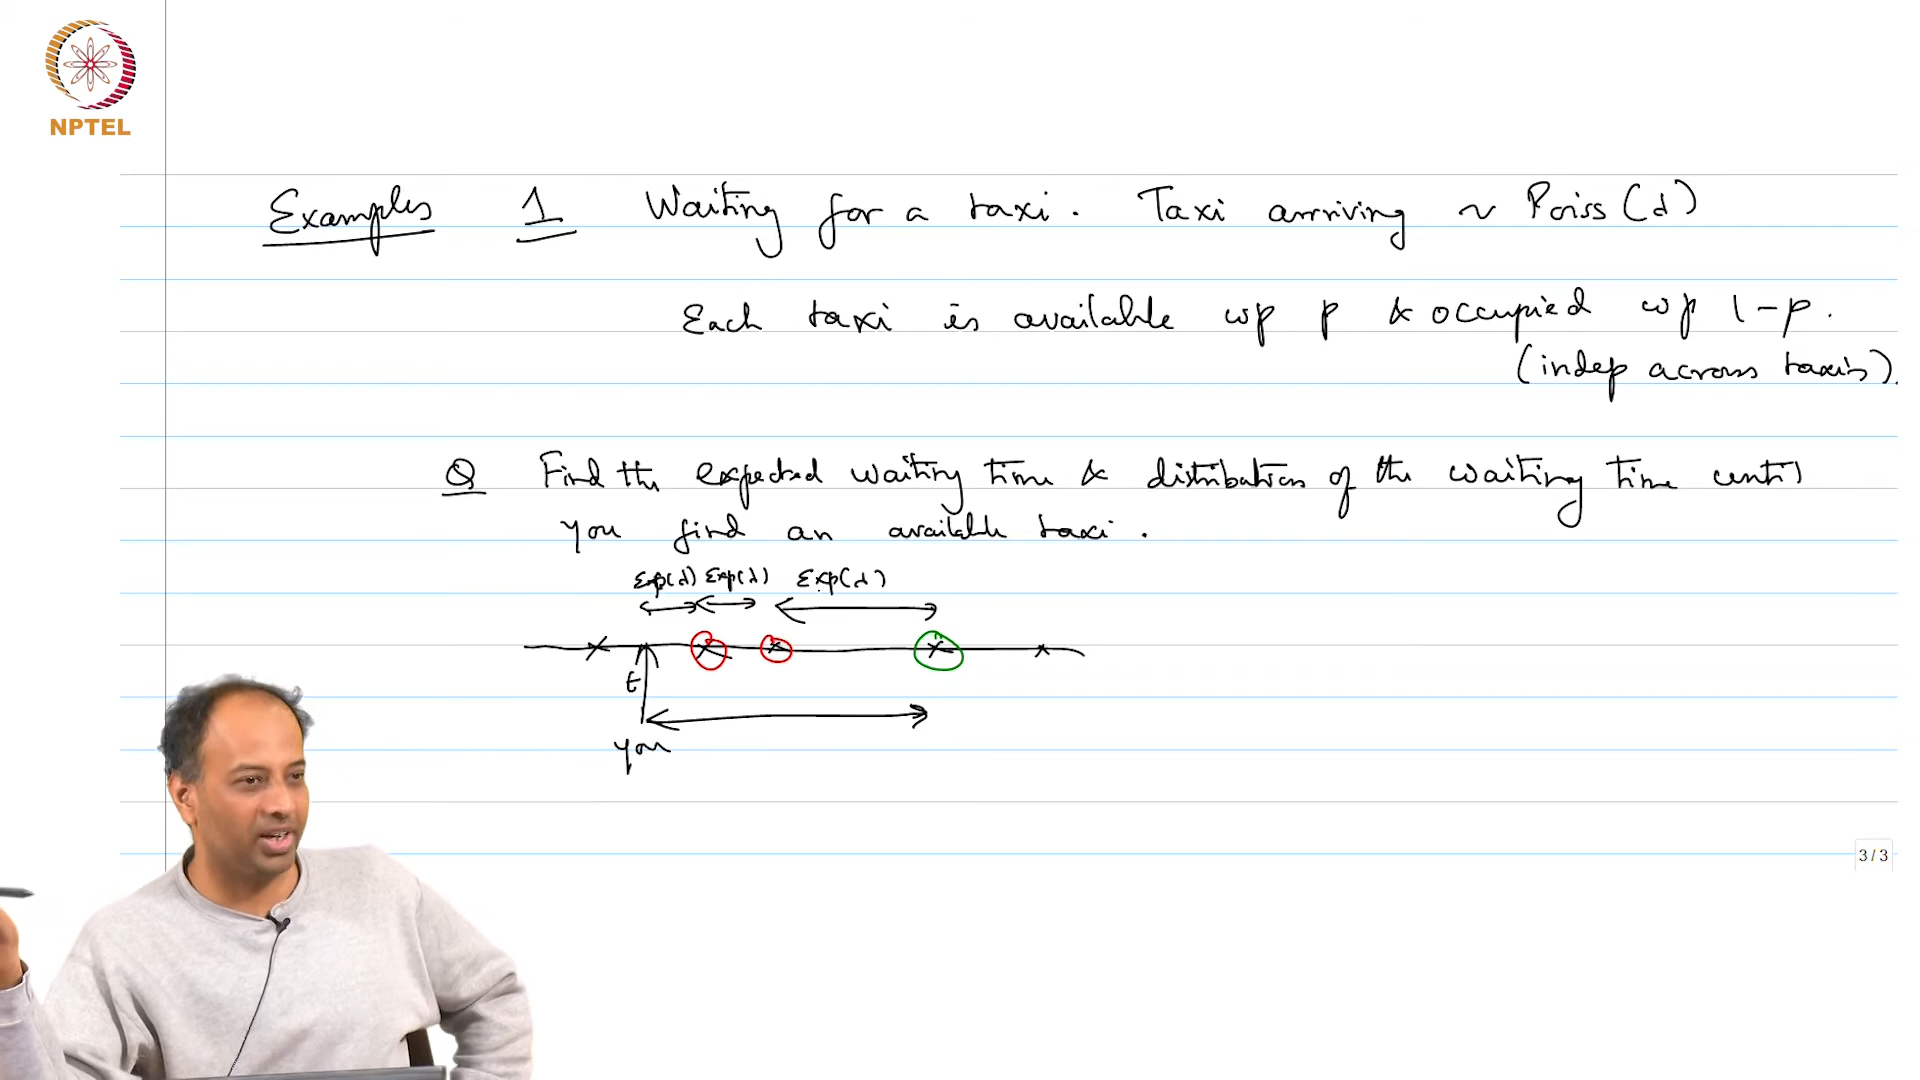 NPTEL
Examples 1 Waiting for a taxi. Taxi arriving ~ Poiss(λ)
Each taxi is available wp p & occupied wp 1-p.
(indep across taxis).
Q Find the expected waiting time & distribution of the waiting time until
you find an available taxi.
Exp(λ) Exp(λ) Exp(λ)
t
you
3 / 3